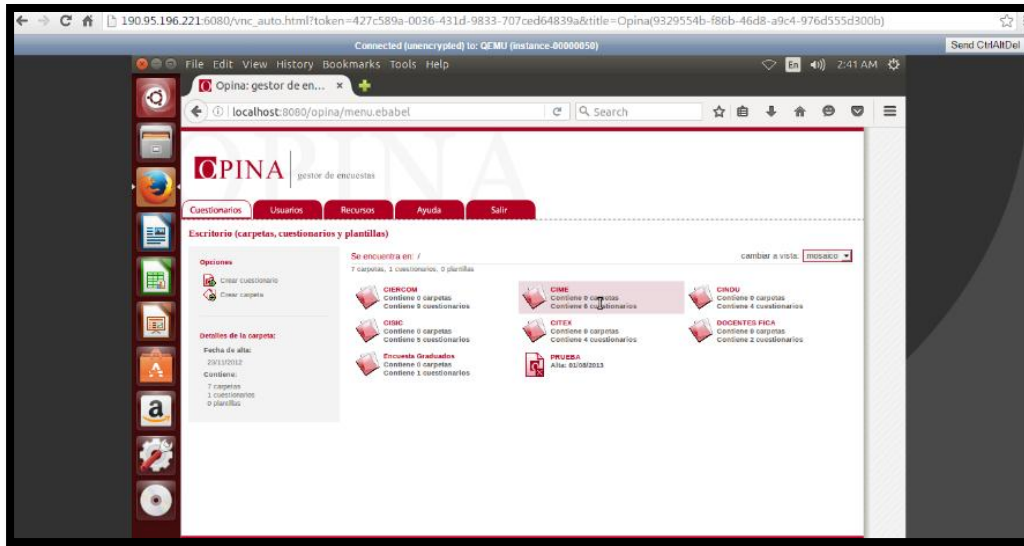 190.95.196.221:6080/vnc_auto.html?token=427c589a-0036-431d-9833-707ced64839a&title=Opina(9329554b-f86b-46d8-a9c4-976d555d300b)
Connected (unencrypted) to: QEMU (instance-00000050)
Send CtrlAltDel
File Edit View History Bookmarks Tools Help
En
2:41 AM
Opina: gestor de en...
localhost:8080/opina/menu.ebabel
Search
OPINA
OPINA gestor de encuestas
Cuestionarios Usuarios Recursos Ayuda Salir
Escritorio (carpetas, cuestionarios y plantillas)
Opciones
Crear cuestionario
Crear carpeta
Detalles de la carpeta:
Fecha de alta:
23/11/2012
Contiene:
7 carpetas
1 cuestionarios
0 plantillas
Se encuentra en: /
cambiar a vista: mosaico
7 carpetas, 1 cuestionarios, 0 plantillas
CIERCOM
Contiene 0 carpetas
Contiene 9 cuestionarios
CIME
Contiene 0 carpetas
Contiene 6 cuestionarios
CINDU
Contiene 0 carpetas
Contiene 4 cuestionarios
CISIC
Contiene 0 carpetas
Contiene 5 cuestionarios
CITEX
Contiene 0 carpetas
Contiene 4 cuestionarios
DOCENTES FICA
Contiene 0 carpetas
Contiene 2 cuestionarios
Encuesta Graduados
Contiene 0 carpetas
Contiene 1 cuestionarios
PRUEBA
Alta: 01/08/2013